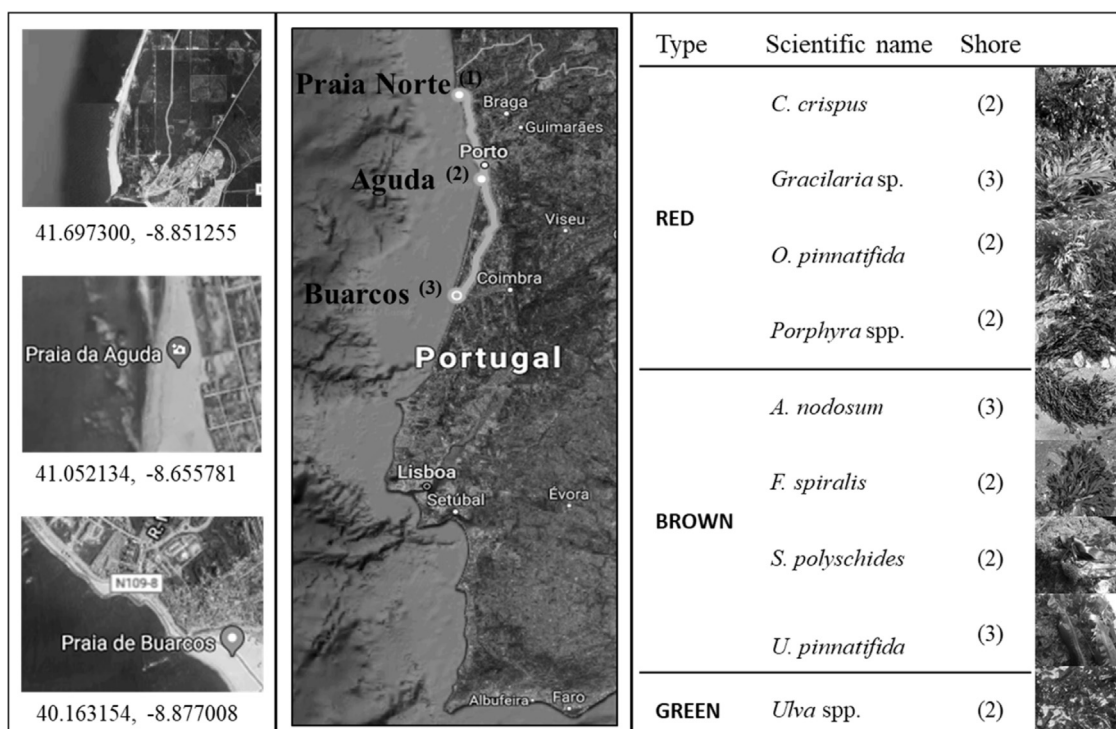 41.697300, -8.851255
Praia da Aguda
41.052134, -8.655781
N109-8
Praia de Buarcos
40.163154, -8.877008
Praia Norte (1)
Braga
Guimarães
Porto
Aguda (2)
Viseu
Coimbra
Buarcos (3)
Portugal
Lisboa
Setúbal
Évora
Albufeira
Faro
Type Scientific name Shore
RED
C. crispus (2)
Gracilaria sp. (3)
O. pinnatifida (2)
Porphyra spp. (2)
BROWN
A. nodosum (3)
F. spiralis (2)
S. polyschides (2)
U. pinnatifida (3)
GREEN Ulva spp. (2)